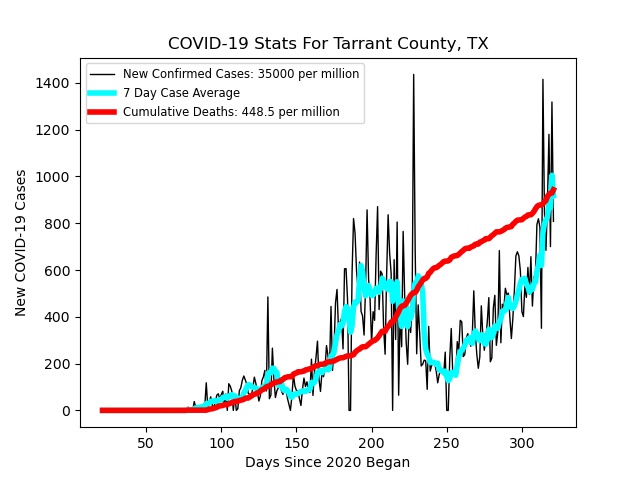 COVID-19 Stats For Tarrant County, TX
New Confirmed Cases: 35000 per million
7 Day Case Average
Cumulative Deaths: 448.5 per million
New COVID-19 Cases
1400
1200
1000
800
600
400
200
0
50 100 150 200 250 300
Days Since 2020 Began